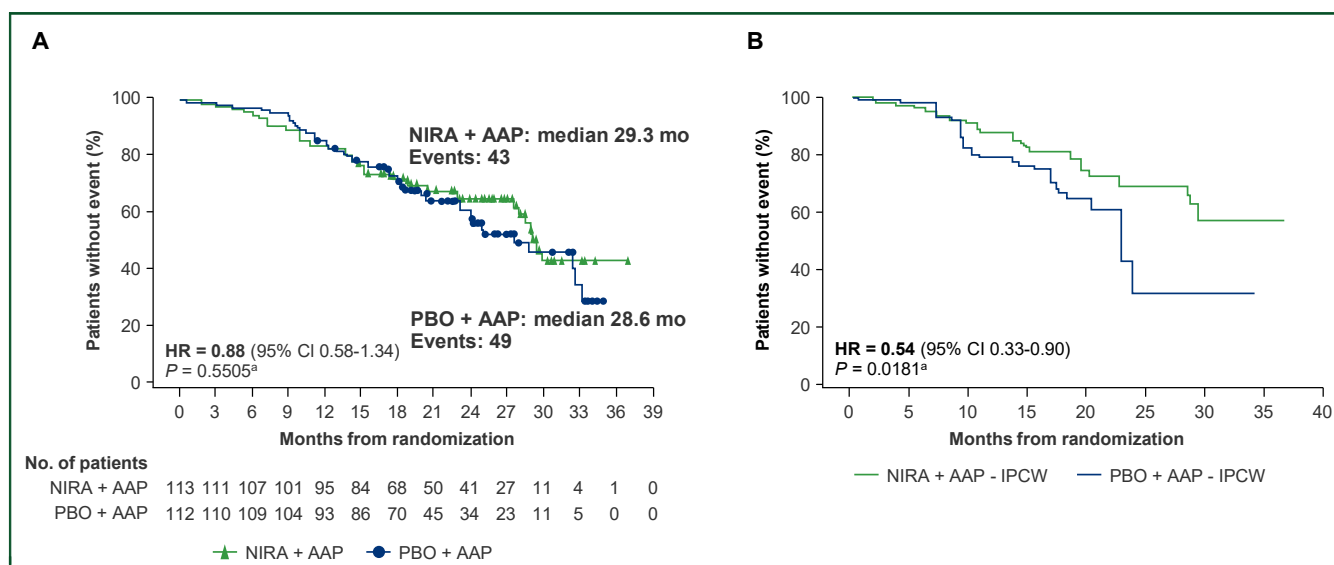 A
100
80
60
40
20
0
Patients without event (%)
NIRA + AAP: median 29.3 mo
Events: 43
PBO + AAP: median 28.6 mo
Events: 49
HR = 0.88 (95% CI 0.58-1.34)
P = 0.5505ᵃ
0 3 6 9 12 15 18 21 24 27 30 33 36 39
Months from randomization
No. of patients
NIRA + AAP 113 111 107 101 95 84 68 50 41 27 11 4 1 0
PBO + AAP 112 110 109 104 93 86 70 45 34 23 11 5 0 0
NIRA + AAP PBO + AAP
B
100
80
60
40
20
0
Patients without event (%)
HR = 0.54 (95% CI 0.33-0.90)
P = 0.0181ᵃ
0 5 10 15 20 25 30 35 40
Months from randomization
NIRA + AAP - IPCW PBO + AAP - IPCW